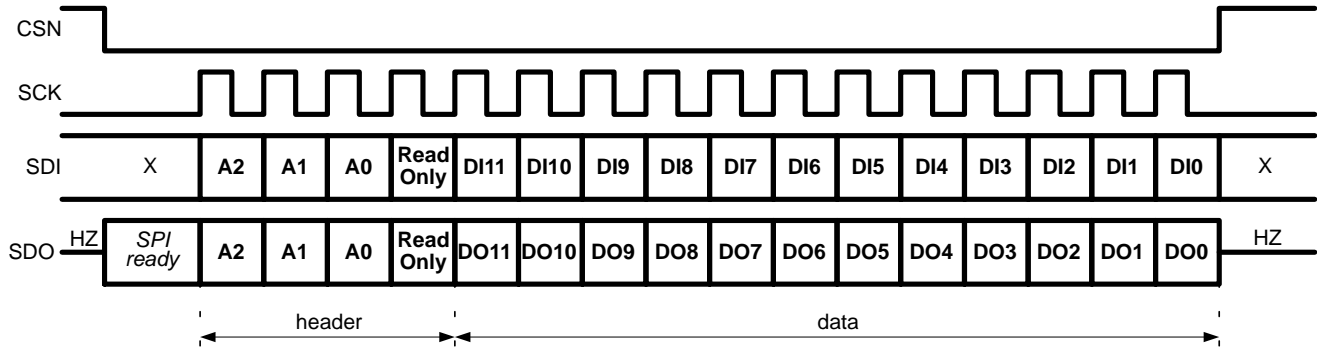 CSN
SCK
SDI X A2 A1 A0 Read Only DI11 DI10 DI9 DI8 DI7 DI6 DI5 DI4 DI3 DI2 DI1 DI0 X
SDO HZ SPI ready A2 A1 A0 Read Only DO11 DO10 DO9 DO8 DO7 DO6 DO5 DO4 DO3 DO2 DO1 DO0 HZ
header data